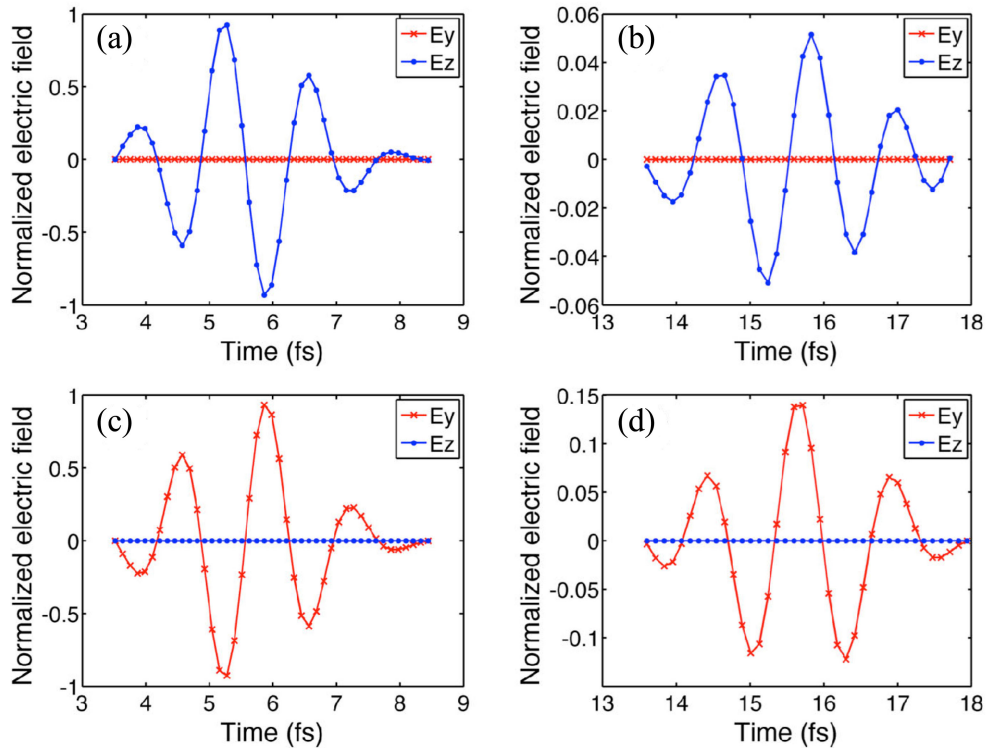 (a)
Ey
Ez
Normalized electric field
1
0.5
0
-0.5
-1
3 4 5 6 7 8 9
Time (fs)
(b)
Ey
Ez
Normalized electric field
0.06
0.04
0.02
0
-0.02
-0.04
-0.06
13 14 15 16 17 18
Time (fs)
(c)
Ey
Ez
Normalized electric field
1
0.5
0
-0.5
-1
3 4 5 6 7 8 9
Time (fs)
(d)
Ey
Ez
Normalized electric field
0.15
0.10
0.05
0
-0.05
-0.1
13 14 15 16 17 18
Time (fs)